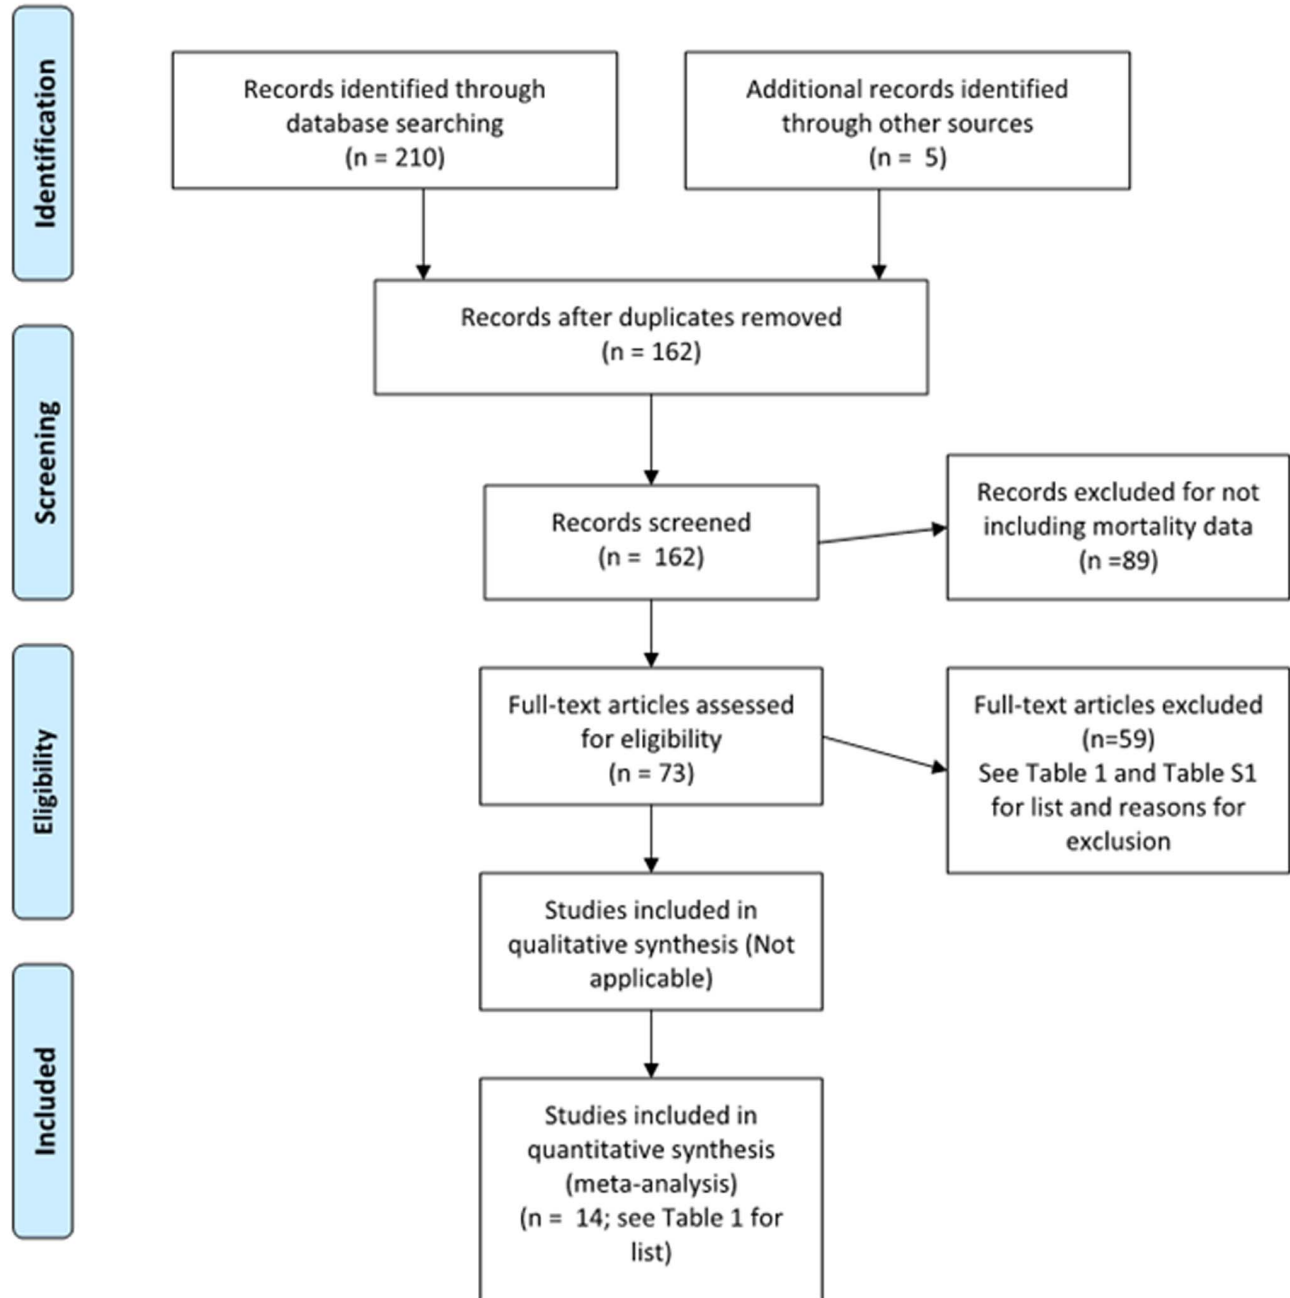 Identification
Records identified through
database searching
(n = 210)
Additional records identified
through other sources
(n =  5)
Records after duplicates removed
(n = 162)
Screening
Records screened
(n =  162)
Records excluded for not
including mortality data
(n =89)
Eligibility
Full-text articles assessed
for eligibility
(n = 73)
Full-text articles excluded
(n=59)
See Table 1 and Table S1
for list and reasons for
exclusion
Studies included in
qualitative synthesis (Not
applicable)
Included
Studies included in
quantitative synthesis
(meta-analysis)
(n =  14; see Table 1 for
list)